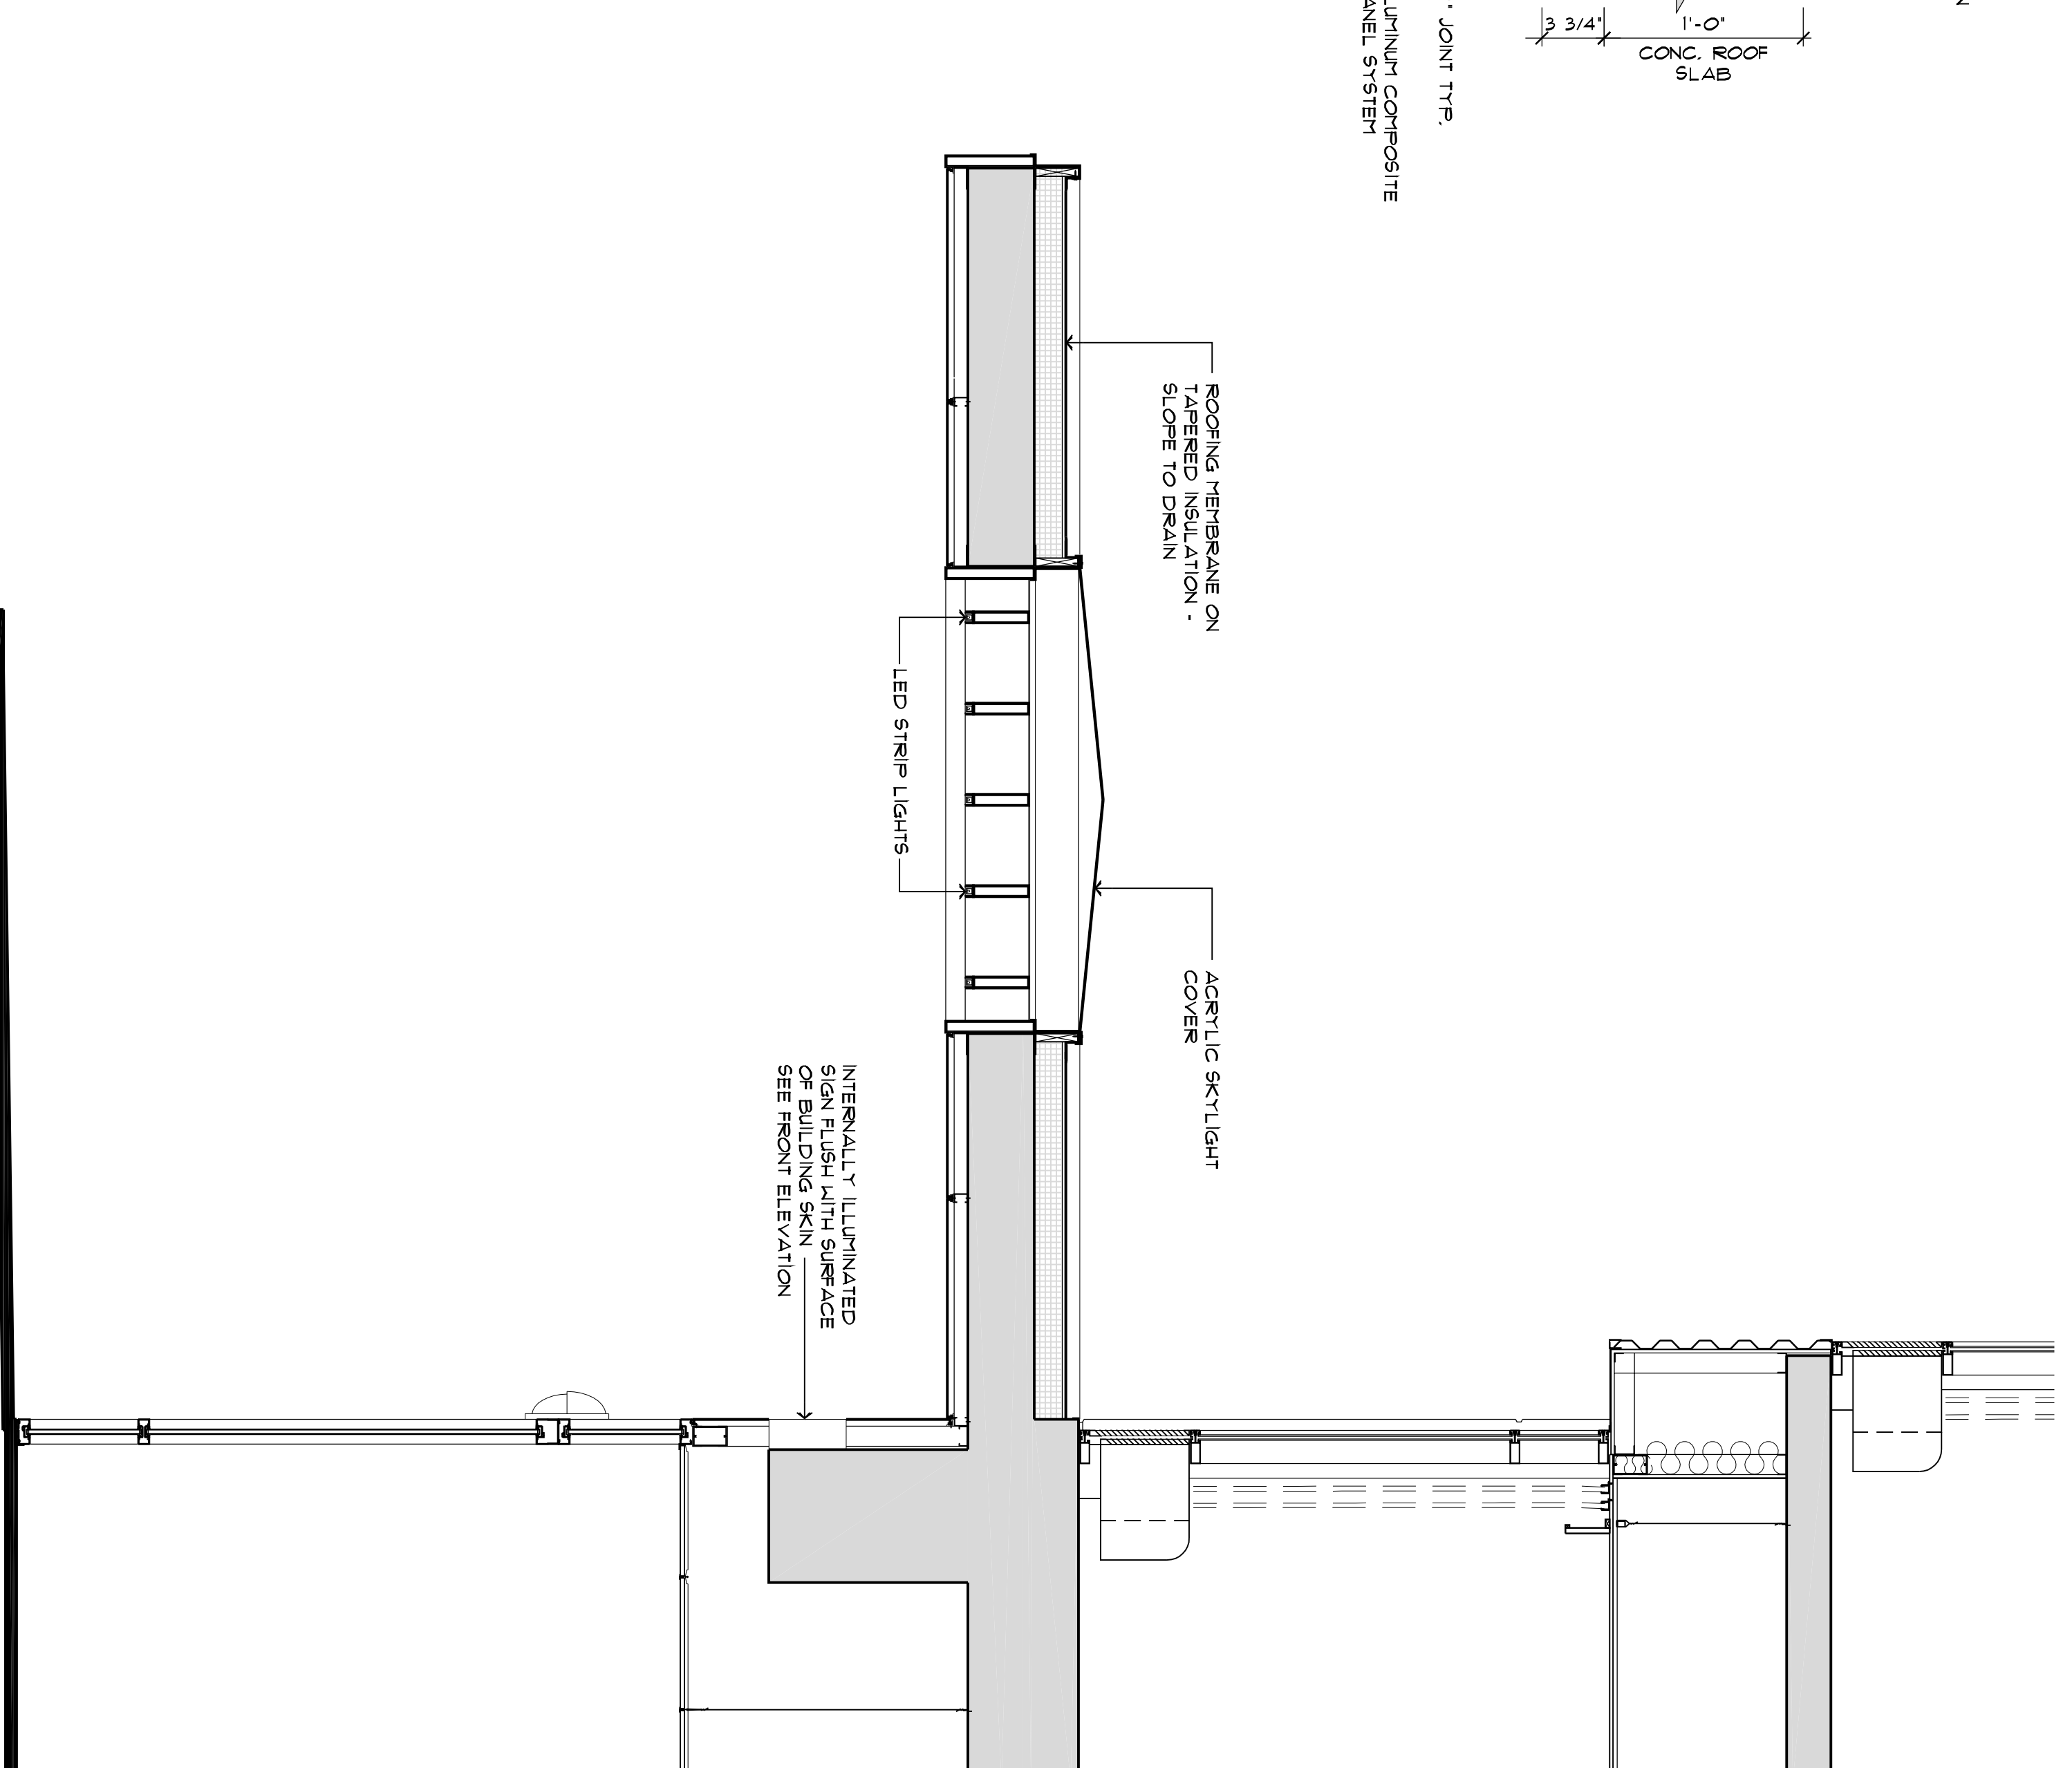 3 3/4"
1'-0"
CONC. ROOF
SLAB
" JOINT TYP.
LUMINUM COMPOSITE
ANEL SYSTEM
ROOFING MEMBRANE ON
TAPERED INSULATION -
SLOPE TO DRAIN
LED STRIP LIGHTS
ACRYLIC SKYLIGHT
COVER
INTERNALLY ILLUMINATED
SIGN FLUSH WITH SURFACE
OF BUILDING SKIN
SEE FRONT ELEVATION